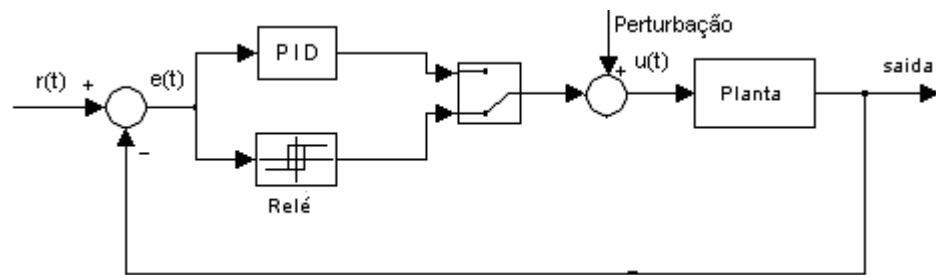 Perturbação
PID
r(t) +
e(t)
+ u(t)
saida
Planta
−
Relé